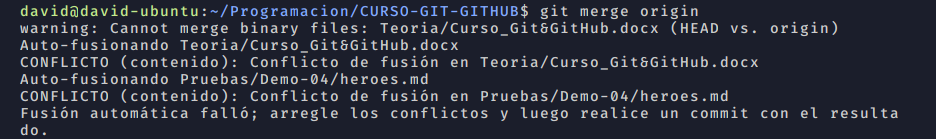 david@david-ubuntu:~/Programacion/CURSO-GIT-GITHUB$ git merge origin
warning: Cannot merge binary files: Teoria/Curso_Git&GitHub.docx (HEAD vs. origin)
Auto-fusionando Teoria/Curso_Git&GitHub.docx
CONFLICTO (contenido): Conflicto de fusión en Teoria/Curso_Git&GitHub.docx
Auto-fusionando Pruebas/Demo-04/heroes.md
CONFLICTO (contenido): Conflicto de fusión en Pruebas/Demo-04/heroes.md
Fusión automática falló; arregle los conflictos y luego realice un commit con el resulta
do.